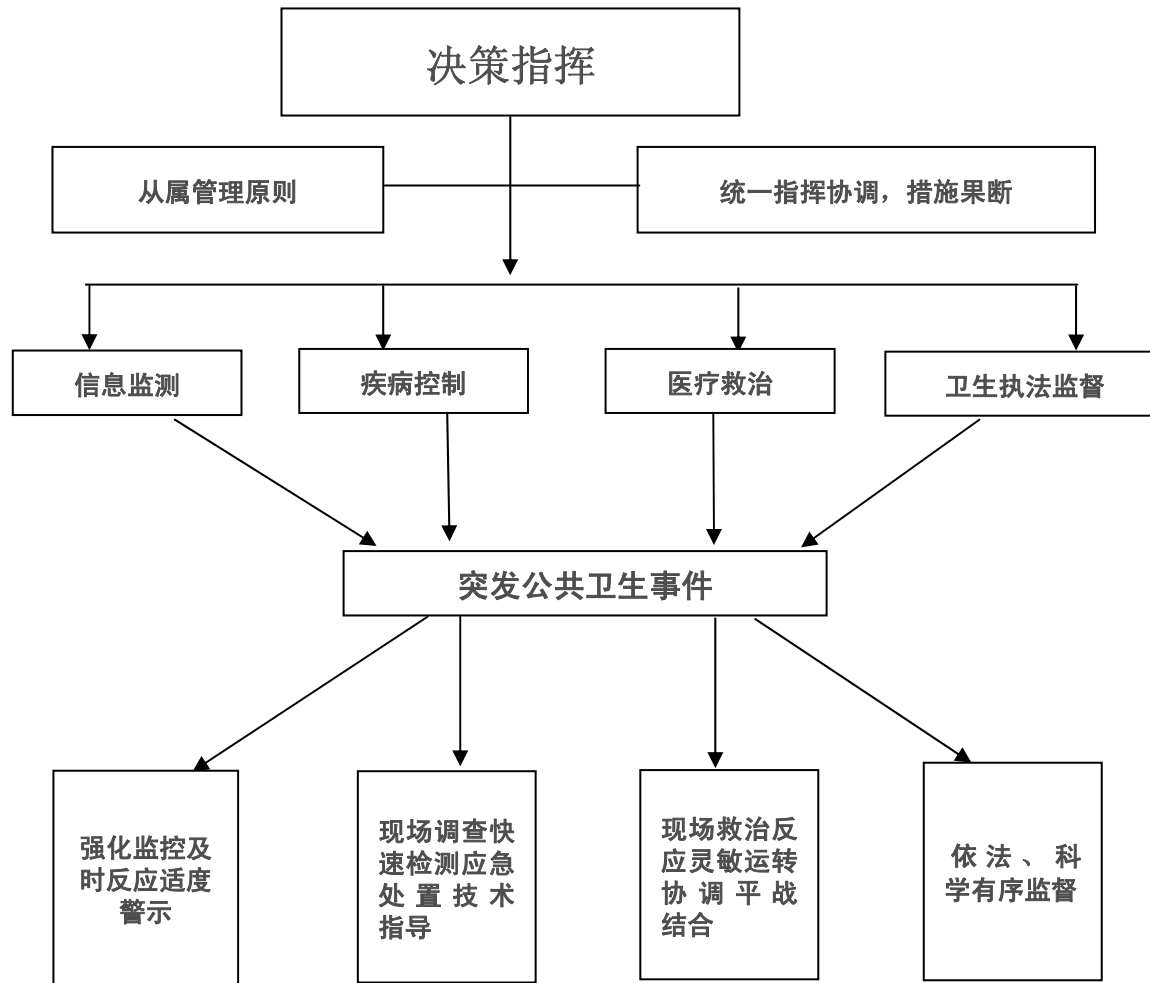 决策指挥
从属管理原则
统一指挥协调，措施果断
信息监测
疾病控制
医疗救治
卫生执法监督
突发公共卫生事件
强化监控及
时反应适度
警示
现场调查快
速检测应急
处置技术
指导
现场救治反
应灵敏运转
协调平战
结合
依法、科
学有序监督